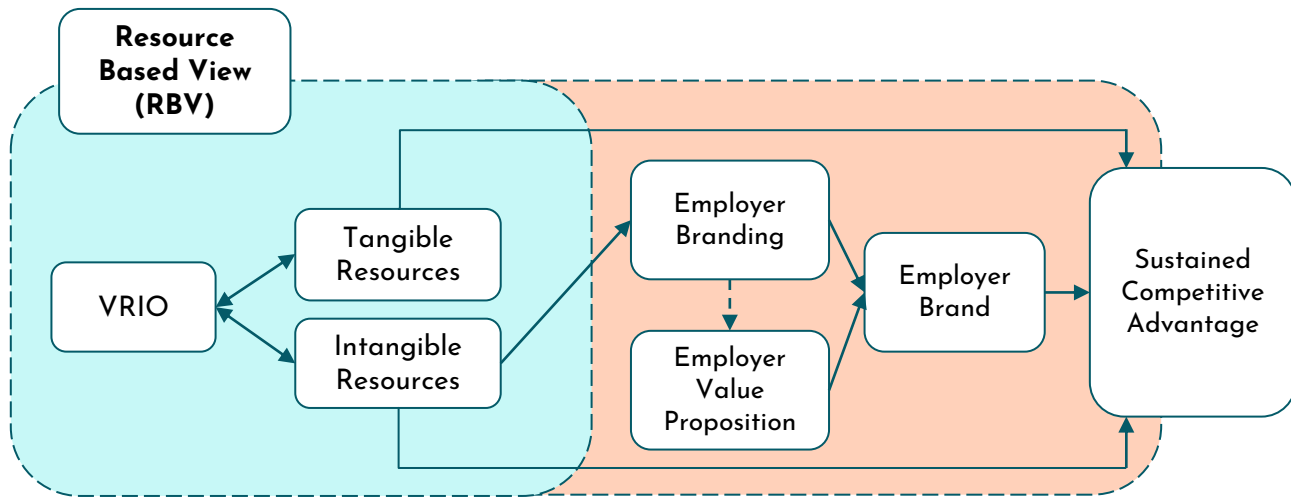 Resource
Based View
(RBV)
Tangible
Resources
VRIO
Intangible
Resources
Employer
Branding
Employer
Value
Proposition
Employer
Brand
Sustained
Competitive
Advantage